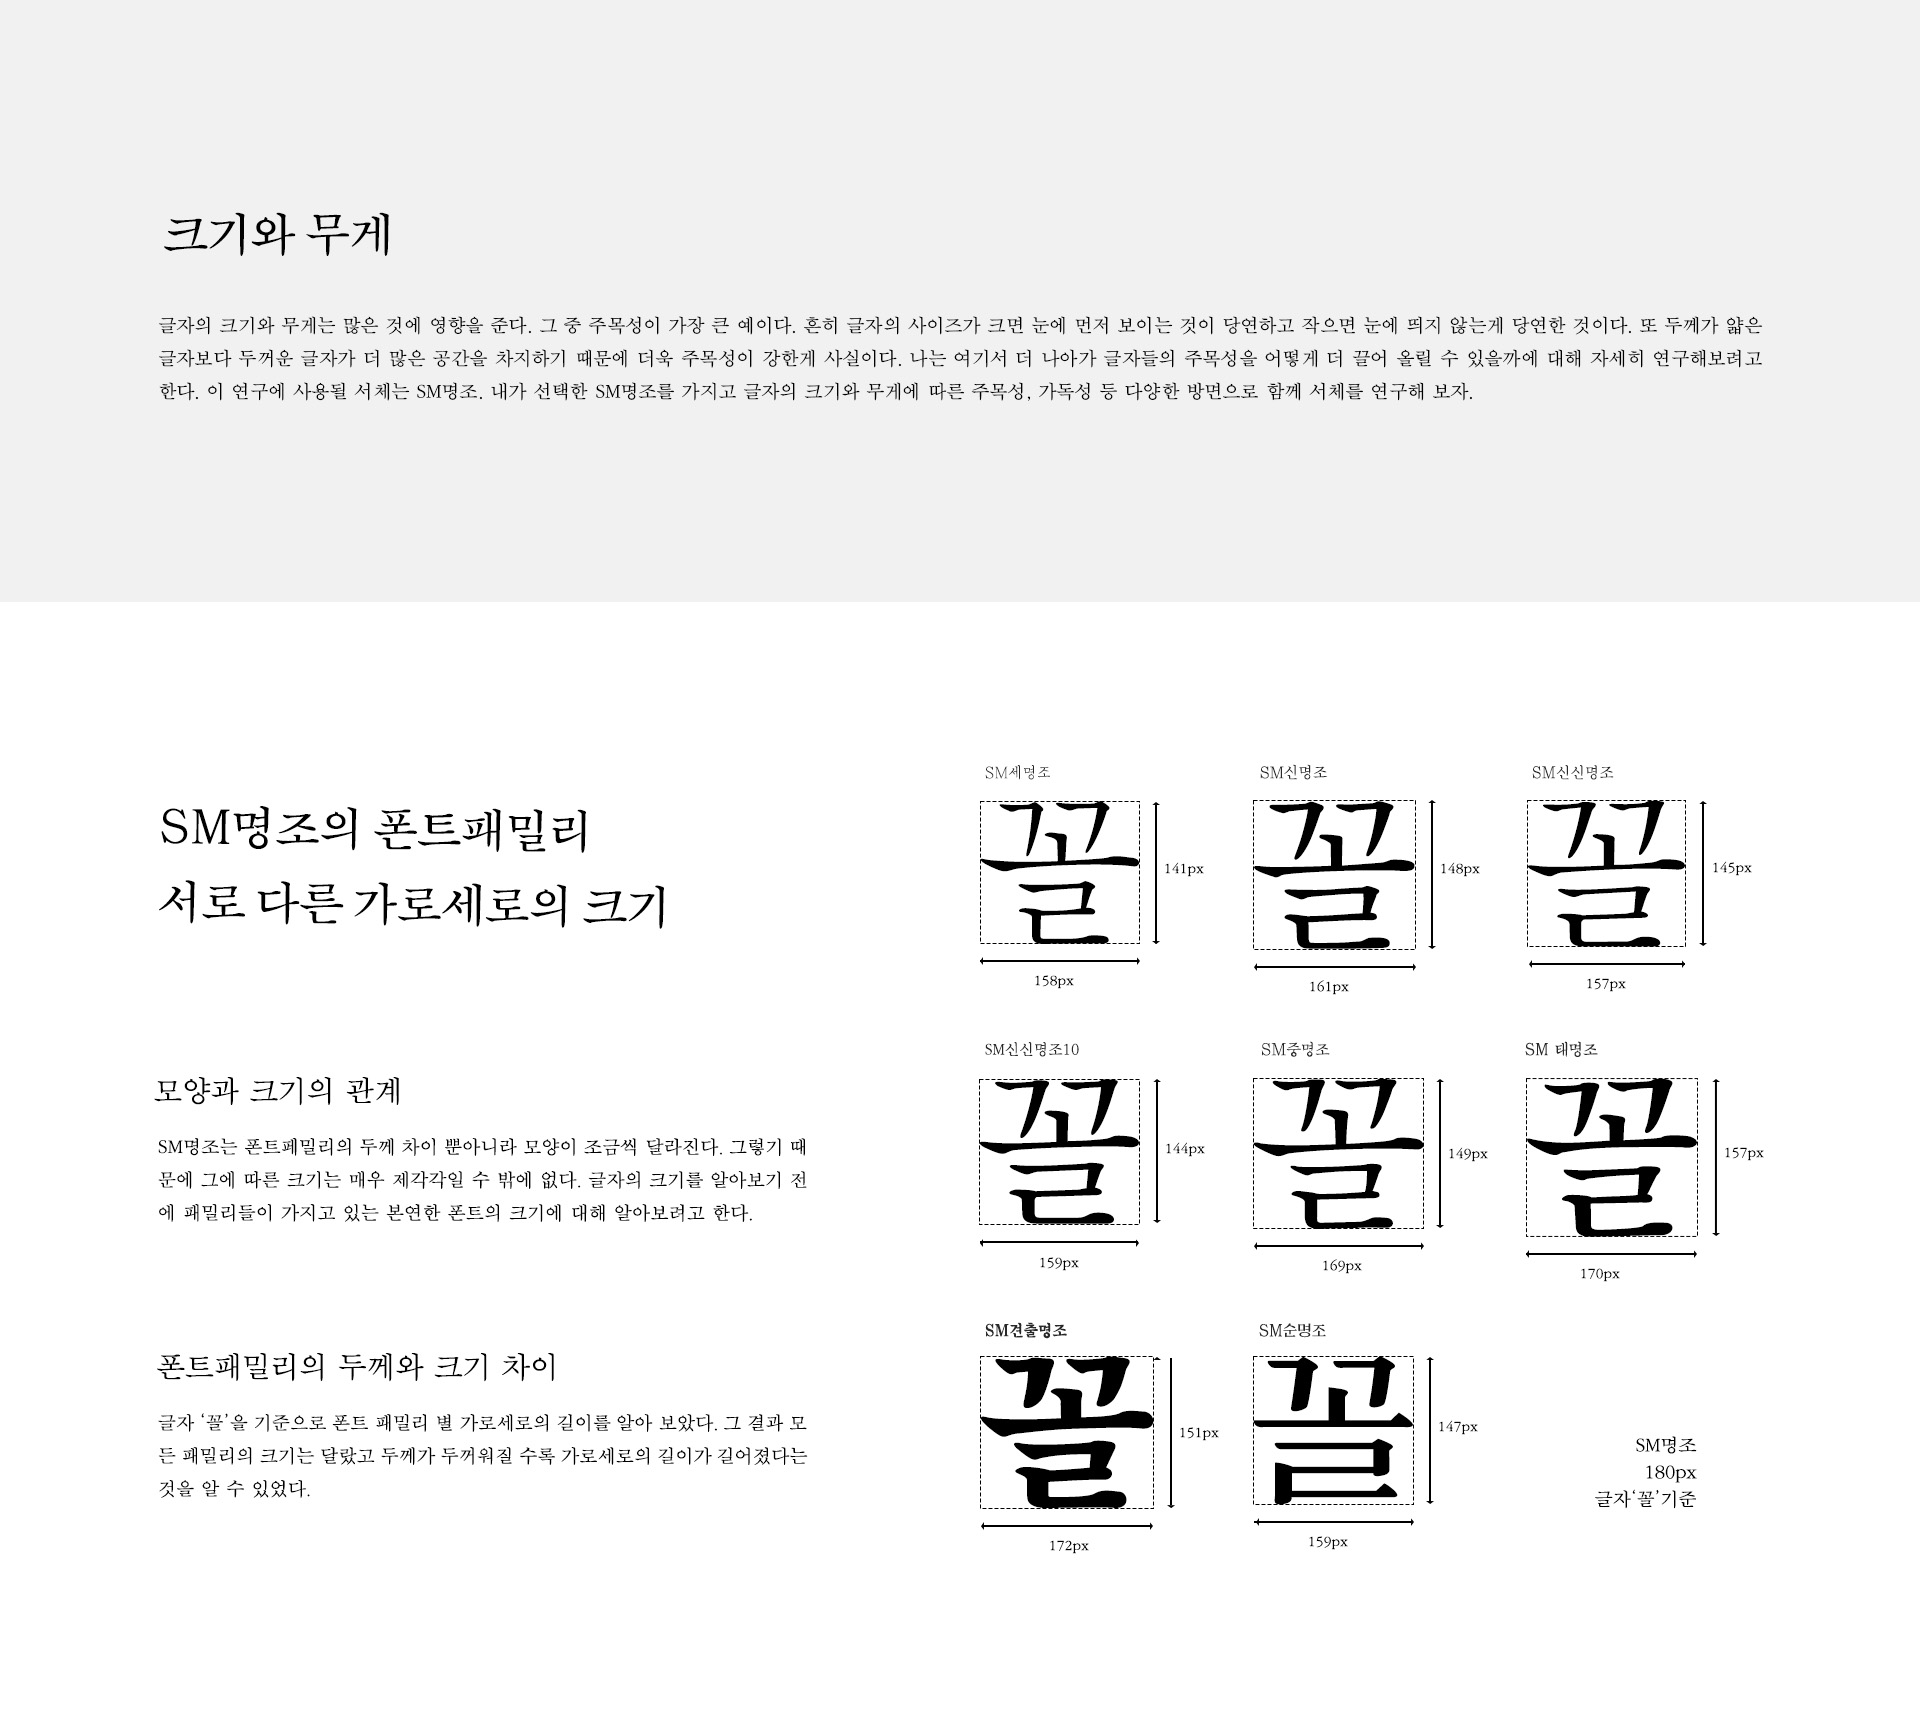 크기와 무게
글자의 크기와 무게는 많은 것에 영향을 준다. 그 중 주목성이 가장 큰 예이다. 흔히 글자의 사이즈가 크면 눈에 먼저 보이는 것이 당연하고 작으면 눈에 띄지 않는게 당연한 것이다. 또 두께가 얇은
글자보다 두꺼운 글자가 더 많은 공간을 차지하기 때문에 더욱 주목성이 강한게 사실이다. 나는 여기서 더 나아가 글자들의 주목성을 어떻게 더 끌어 올릴 수 있을까에 대해 자세히 연구해보려고
한다. 이 연구에 사용될 서체는 SM명조. 내가 선택한 SM명조를 가지고 글자의 크기와 무게에 따른 주목성, 가독성 등 다양한 방면으로 함께 서체를 연구해 보자.
SM명조의 폰트패밀리
서로 다른 가로세로의 크기
모양과 크기의 관계
SM명조는 폰트패밀리의 두께 차이 뿐아니라 모양이 조금씩 달라진다. 그렇기 때
문에 그에 따른 크기는 매우 제각각일 수 밖에 없다. 글자의 크기를 알아보기 전
에 패밀리들이 가지고 있는 본연한 폰트의 크기에 대해 알아보려고 한다.
폰트패밀리의 두께와 크기 차이
글자 ‘꼴’을 기준으로 폰트 패밀리 별 가로세로의 길이를 알아 보았다. 그 결과 모
든 패밀리의 크기는 달랐고 두께가 두꺼워질 수록 가로세로의 길이가 길어졌다는
것을 알 수 있었다.
SM세명조
꼴
141px
158px
SM신명조
꼴
148px
161px
SM신신명조
꼴
145px
157px
SM신신명조10
꼴
144px
159px
SM중명조
꼴
149px
169px
SM 태명조
꼴
157px
170px
SM견출명조
꼴
151px
172px
SM순명조
꼴
147px
159px
SM명조
180px
글자‘꼴’기준